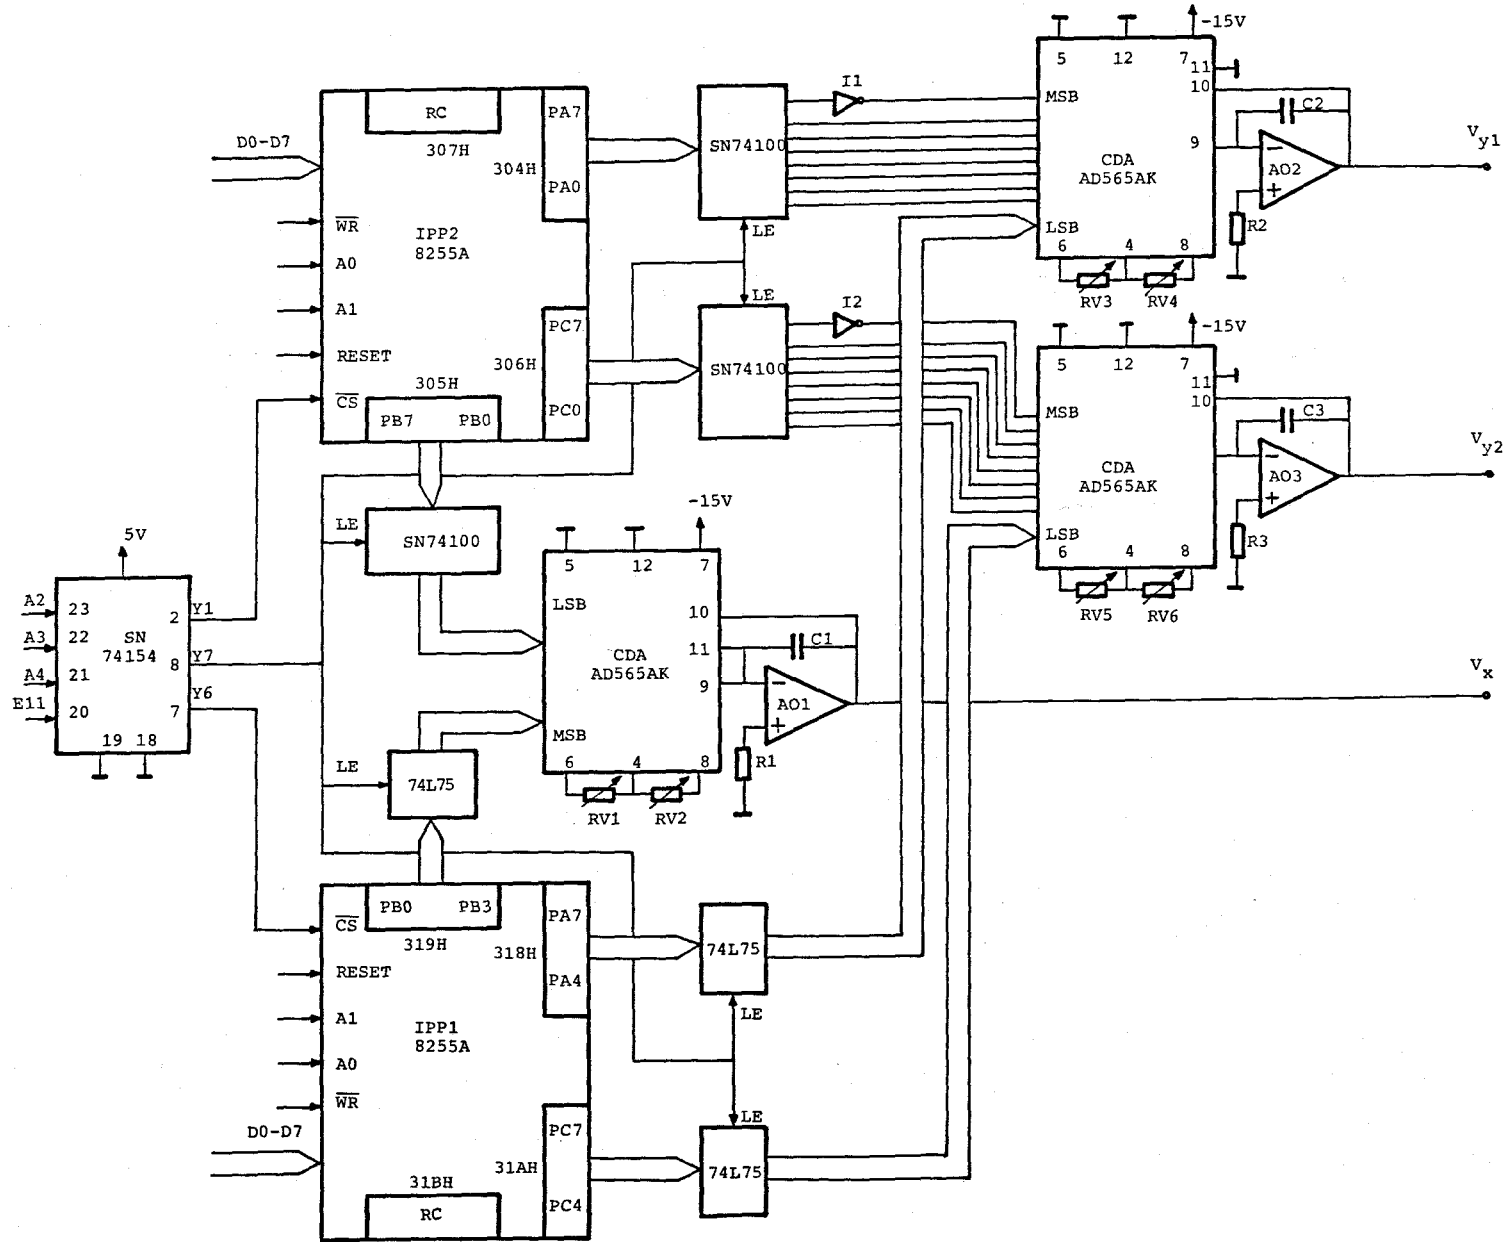 -15V
5 12 7
11
10
MSB
9
CDA
AD565AK
LSB
6 4 8
RV3 RV4
C2
AO2
R2
Vy1
I1
RC
307H
PA7
304H
PA0
D0-D7
WR
IPP2
8255A
A0
A1
RESET
305H
CS
PB7 PB0
PC7
306H
PC0
SN74100
LE
LE
SN74100
I2
-15V
5 12 7
11
10
MSB
CDA
AD565AK
LSB
6 4 8
RV5 RV6
C3
AO3
R3
Vy2
LE
SN74100
5V
A2 23
A3 22
A4 21
E11 20
SN
74154
2 Y1
8 Y7
7 Y6
19 18
-15V
5 12 7
LSB
10
11
9
CDA
AD565AK
MSB
6 4 8
RV1 RV2
C1
AO1
R1
Vx
LE
74L75
PB0 PB3
319H
CS
RESET
A1
A0
WR
IPP1
8255A
D0-D7
PA7
318H
PA4
PC7
31AH
PC4
31BH
RC
74L75
LE
LE
74L75